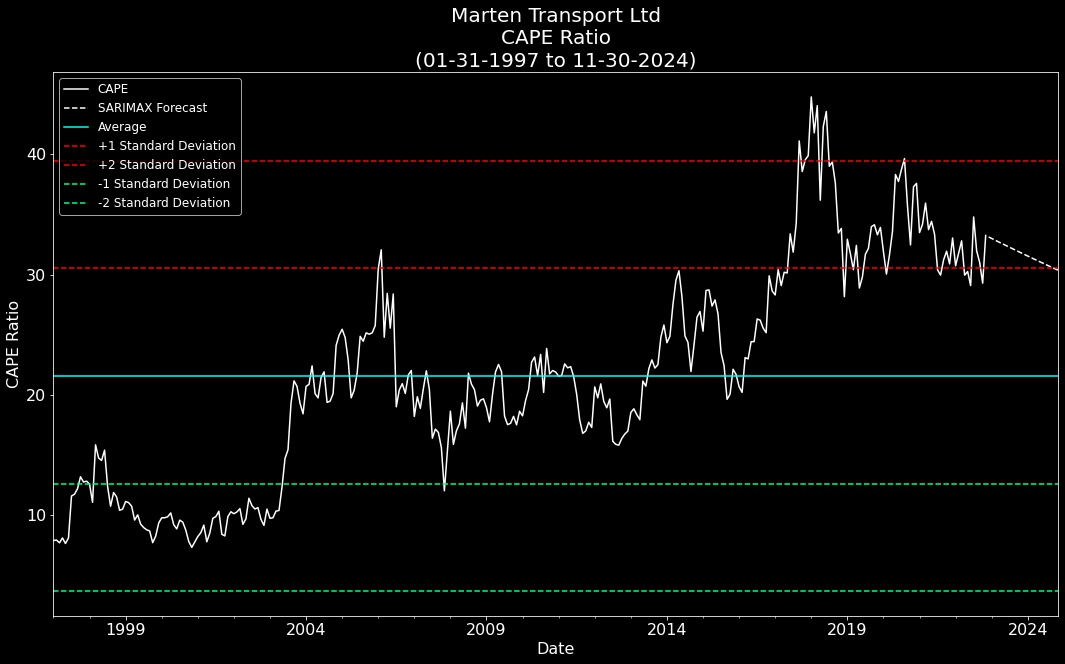 Marten Transport Ltd
CAPE Ratio
(01-31-1997 to 11-30-2024)
CAPE
SARIMAX Forecast
Average
+1 Standard Deviation
+2 Standard Deviation
-1 Standard Deviation
-2 Standard Deviation
40
30
20
10
CAPE Ratio
1999
2004
2009
2014
2019
2024
Date